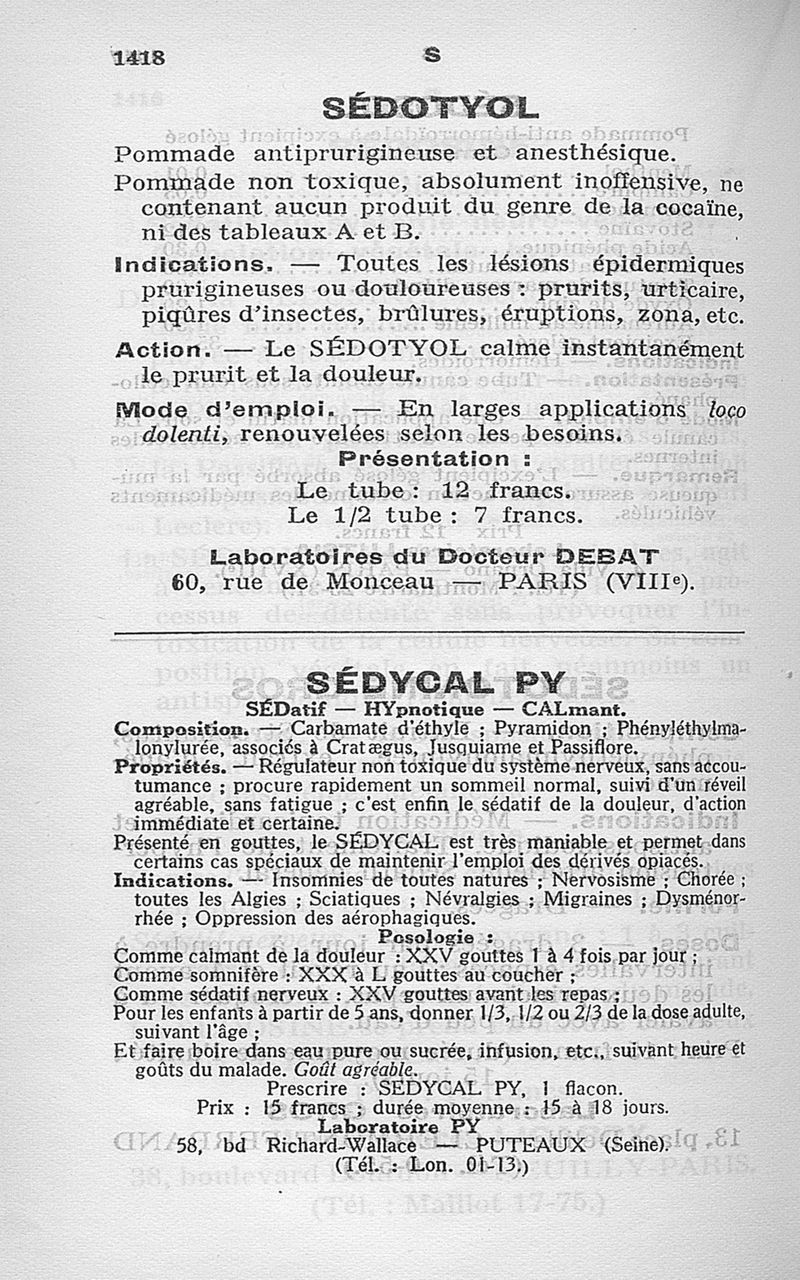 1418
S
SÉDOTYOL
Pommade antiprurigineuse et anesthésique.
Pommade non toxique, absolument inoffensive, ne
contenant aucun produit du genre de la cocaïne,
ni des tableaux A et B.
Indications. — Toutes les lésions épidermiques
prurigineuses ou douloureuses : prurits, urticaire,
piqûres d'insectes, brûlures, éruptions, zona, etc.
Action. — Le SÉDOTYOL calme instantanément
le prurit et la douleur.
Mode d'emploi. — En larges applications loco
dolenti, renouvelées selon les besoins.
Présentation :
Le tube : 12 francs.
Le 1/2 tube : 7 francs.
Laboratoires du Docteur DEBAT
60, rue de Monceau — PARIS (VIIIe).
SÉDYCAL PY
SÉDatif — HYpnotique — CALmant.
Composition. — Carbamate d'éthyle ; Pyramidon ; Phényléthylma-
lonylurée, associés à Cratægus, Jusquiame et Passiflore.
Propriétés. — Régulateur non toxique du système nerveux, sans accou-
tumance ; procure rapidement un sommeil normal, suivi d'un réveil
agréable, sans fatigue ; c'est enfin le sédatif de la douleur, d'action
immédiate et certaine.
Présenté en gouttes, le SÉDYCAL est très maniable et permet dans
certains cas spéciaux de maintenir l'emploi des dérivés opiacés.
Indications. — Insomnies de toutes natures ; Nervosisme ; Chorée ;
toutes les Algies ; Sciatiques ; Névralgies ; Migraines ; Dysménor-
rhée ; Oppression des aérophagiques.
Posologie :
Comme calmant de la douleur : XXV gouttes 1 à 4 fois par jour ;
Comme somnifère : XXX à L gouttes au coucher ;
Comme sédatif nerveux : XXV gouttes avant les repas ;
Pour les enfants à partir de 5 ans, donner 1/3, 1/2 ou 2/3 de la dose adulte,
suivant l'âge ;
Et faire boire dans eau pure ou sucrée, infusion, etc., suivant heure et
goûts du malade. Goût agréable.
Prescrire : SÉDYCAL PY, 1 flacon.
Prix : 15 francs ; durée moyenne : 15 à 18 jours.
Laboratoire PY
58, bd Richard-Wallace — PUTEAUX (Seine).
(Tél. : Lon. 01-13.)